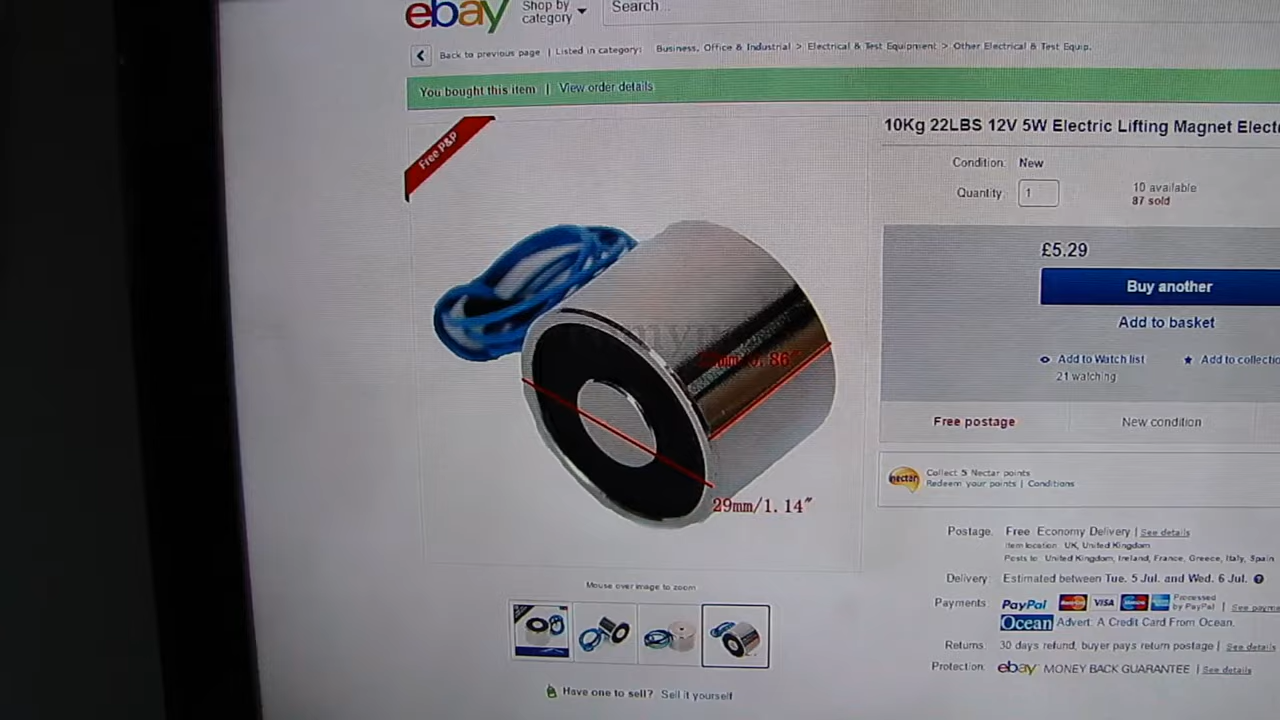 ebay
Shop by
category
Search...
Back to previous page | Listed in category: Business, Office & Industrial > Electrical & Test Equipment > Other Electrical & Test Equip.
You bought this item | View order details
Free P&P
10Kg 22LBS 12V 5W Electric Lifting Magnet
Condition: New
Quantity: 1
10 available
87 sold
£5.29
Buy another
Add to basket
Add to Watch list
Add to
21 watching
0.86"
29mm/1.14"
Free postage
New condition
nectar
Collect 5 Nectar points
Redeem your points | Conditions
Postage: Free Economy Delivery | See details
Item location: UK, United Kingdom
Posts to: United Kingdom, Ireland, France, Greece, Italy, Spain
Delivery: Estimated between Tue. 5 Jul. and Wed. 6 Jul.
Payments: PayPal VISA Processed by PayPal | See
Ocean Advert: A Credit Card From Ocean.
Returns: 30 days refund, buyer pays return postage | See details
Protection: ebay MONEY BACK GUARANTEE | See details
Mouse over image to zoom
Have one to sell? Sell it yourself